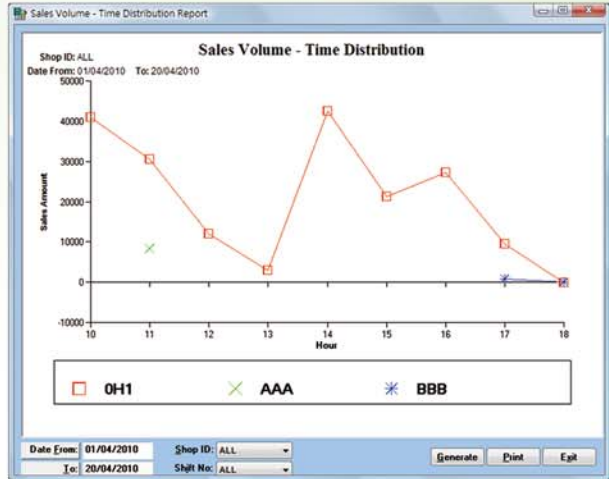 Sales Volume - Time Distribution Report
Sales Volume - Time Distribution
Shop ID: ALL
Date From: 01/04/2010 To: 20/04/2010
50000
40000
30000
20000
10000
0
-10000
Sales Amount
10 11 12 13 14 15 16 17 18
Hour
0H1 AAA BBB
Date From: 01/04/2010 Shop ID: ALL
To: 20/04/2010 Shift No: ALL
Generate Print Exit